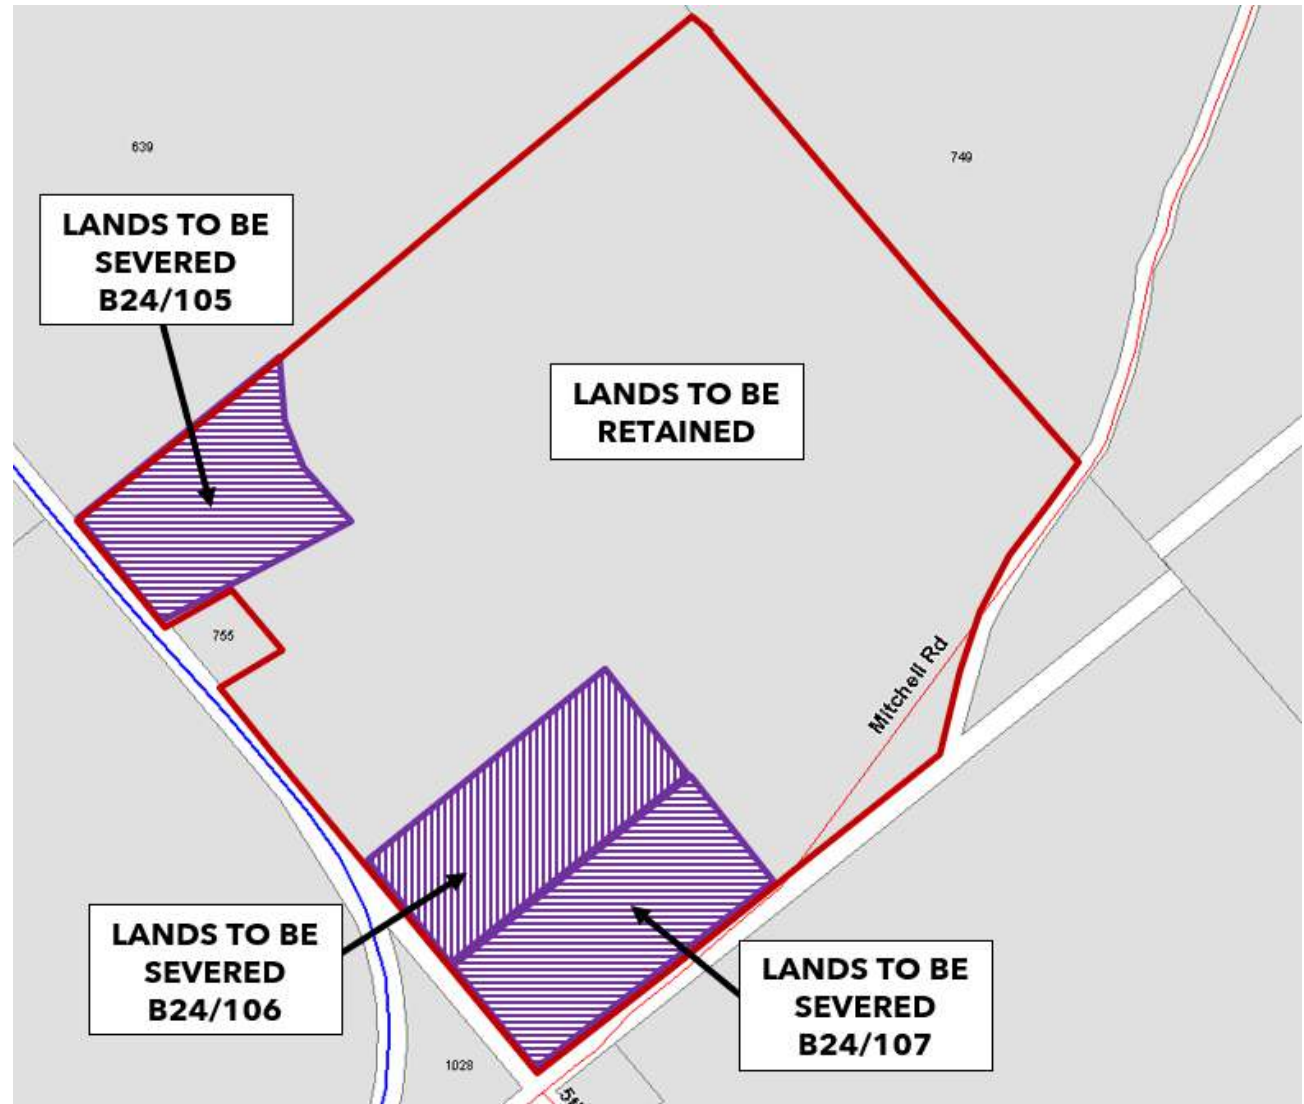 639
749
LANDS TO BE
SEVERED
B24/105
LANDS TO BE
RETAINED
755
Mitchell Rd
LANDS TO BE
SEVERED
B24/106
LANDS TO BE
SEVERED
B24/107
1028